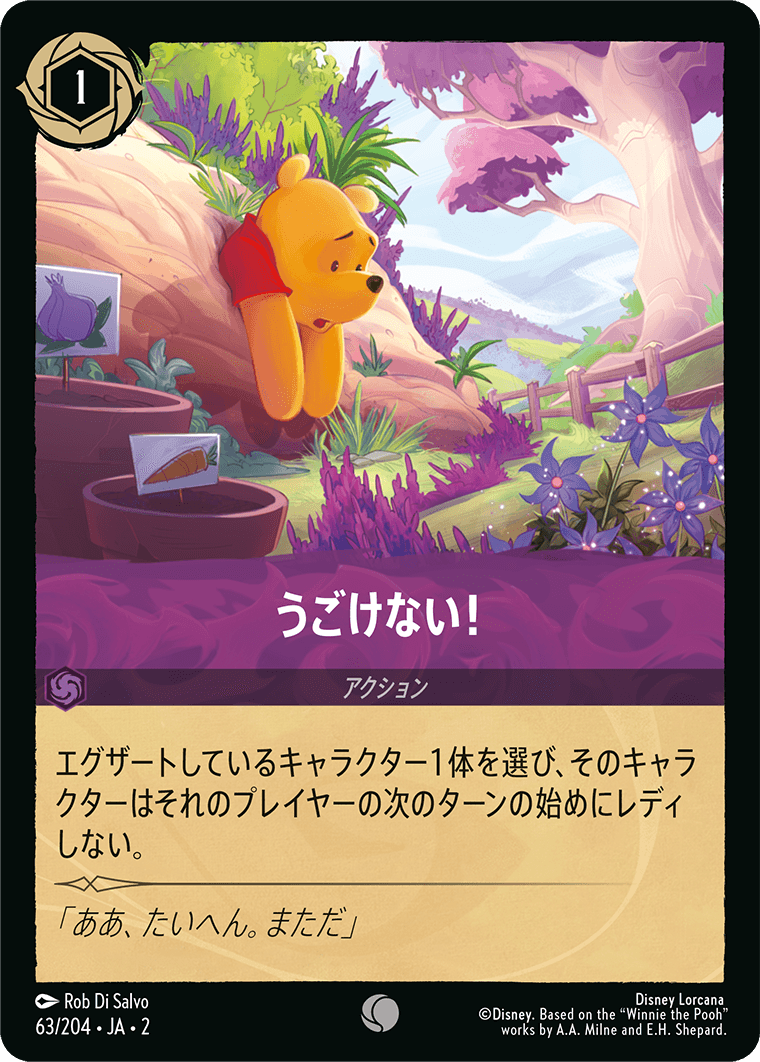 1
うごけない!
アクション
エグザートしているキャラクター1体を選び、そのキャラ
クターはそれのプレイヤーの次のターンの始めにレディ
しない。
「ああ、たいへん。まただ」
Rob Di Salvo
63/204 • JA • 2
Disney Lorcana
©Disney. Based on the “Winnie the Pooh”
works by A.A. Milne and E.H. Shepard.